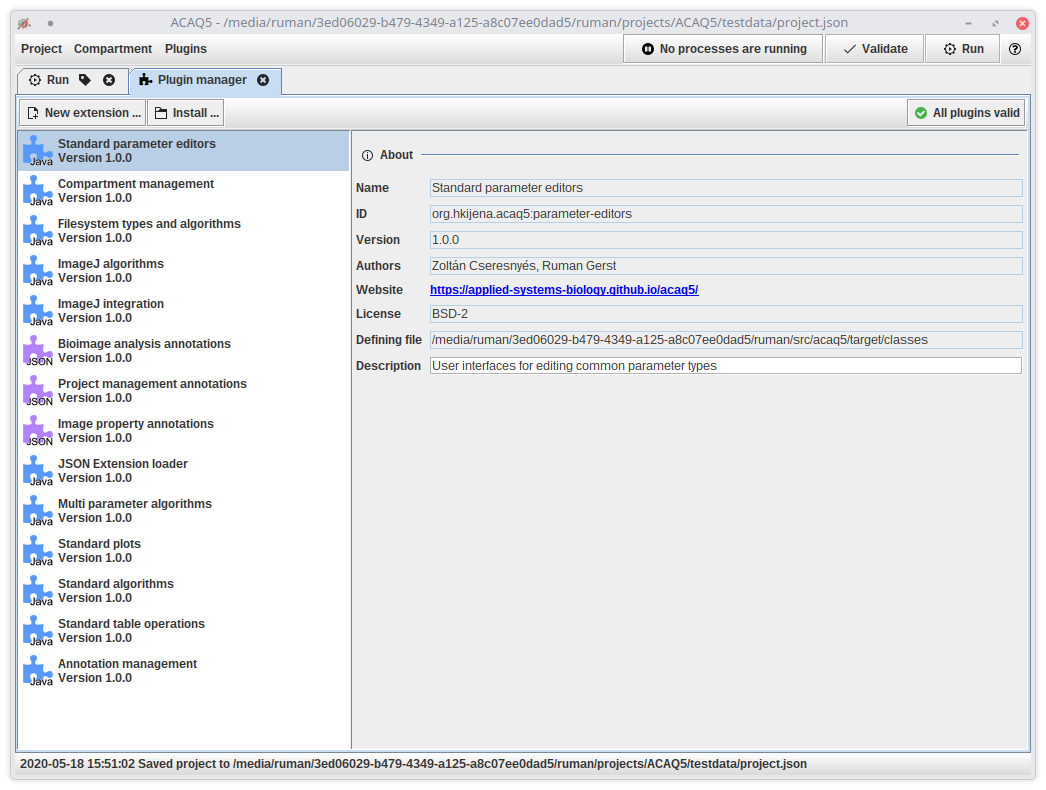 ACAQ5 - /media/ruman/3ed06029-b479-4349-a125-a8c07ee0dad5/ruman/projects/ACAQ5/testdata/project.json
Project Compartment Plugins No processes are running Validate Run
Run Plugin manager
New extension ... Install ... All plugins valid
Standard parameter editors
Version 1.0.0
Java
Compartment management
Version 1.0.0
Java
Filesystem types and algorithms
Version 1.0.0
Java
ImageJ algorithms
Version 1.0.0
Java
ImageJ integration
Version 1.0.0
Java
Bioimage analysis annotations
Version 1.0.0
JSON
Project management annotations
Version 1.0.0
JSON
Image property annotations
Version 1.0.0
JSON
JSON Extension loader
Version 1.0.0
Java
Multi parameter algorithms
Version 1.0.0
Java
Standard plots
Version 1.0.0
Java
Standard algorithms
Version 1.0.0
Java
Standard table operations
Version 1.0.0
Java
Annotation management
Version 1.0.0
Java
About
Name Standard parameter editors
ID org.hkijena.acaq5:parameter-editors
Version 1.0.0
Authors Zoltán Cseresnyés, Ruman Gerst
Website https://applied-systems-biology.github.io/acaq5/
License BSD-2
Defining file /media/ruman/3ed06029-b479-4349-a125-a8c07ee0dad5/ruman/src/acaq5/target/classes
Description User interfaces for editing common parameter types
2020-05-18 15:51:02 Saved project to /media/ruman/3ed06029-b479-4349-a125-a8c07ee0dad5/ruman/projects/ACAQ5/testdata/project.json